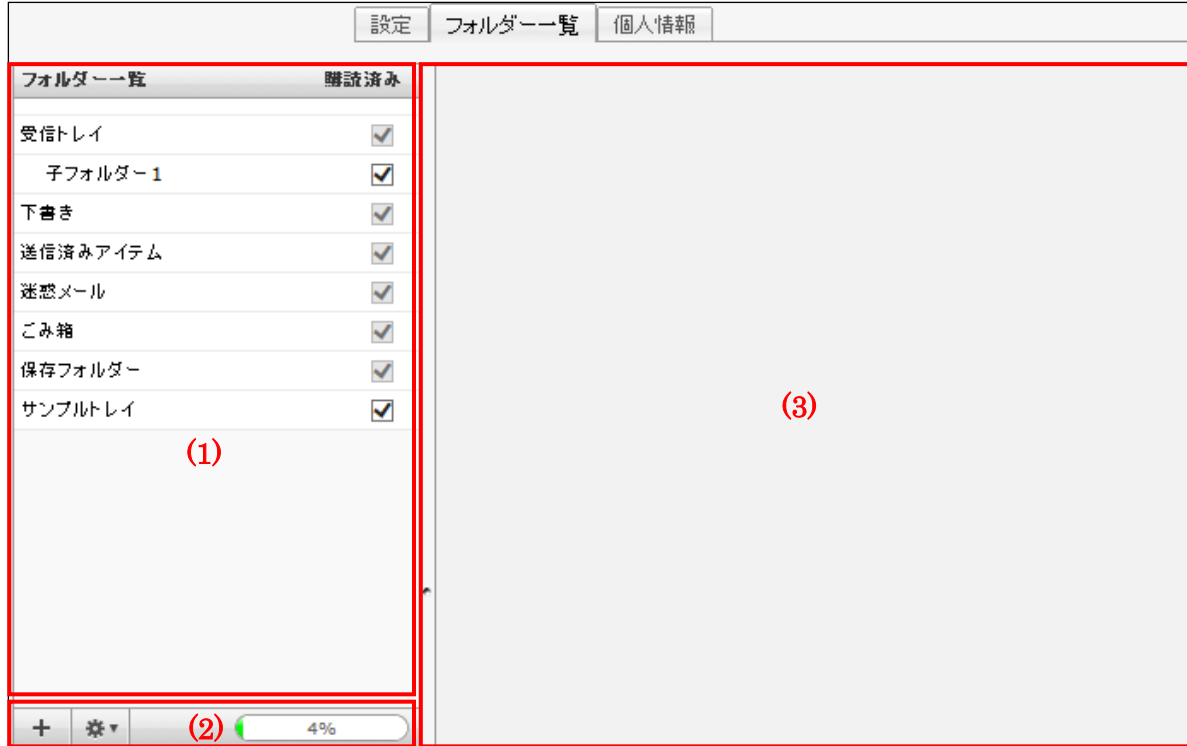 設定 フォルダー一覧 個人情報
フォルダー一覧 購読済み
受信トレイ
子フォルダー1
下書き
送信済みアイテム
迷惑メール
ごみ箱
保存フォルダー
サンプルトレイ
(1)
(3)
(2) 4%